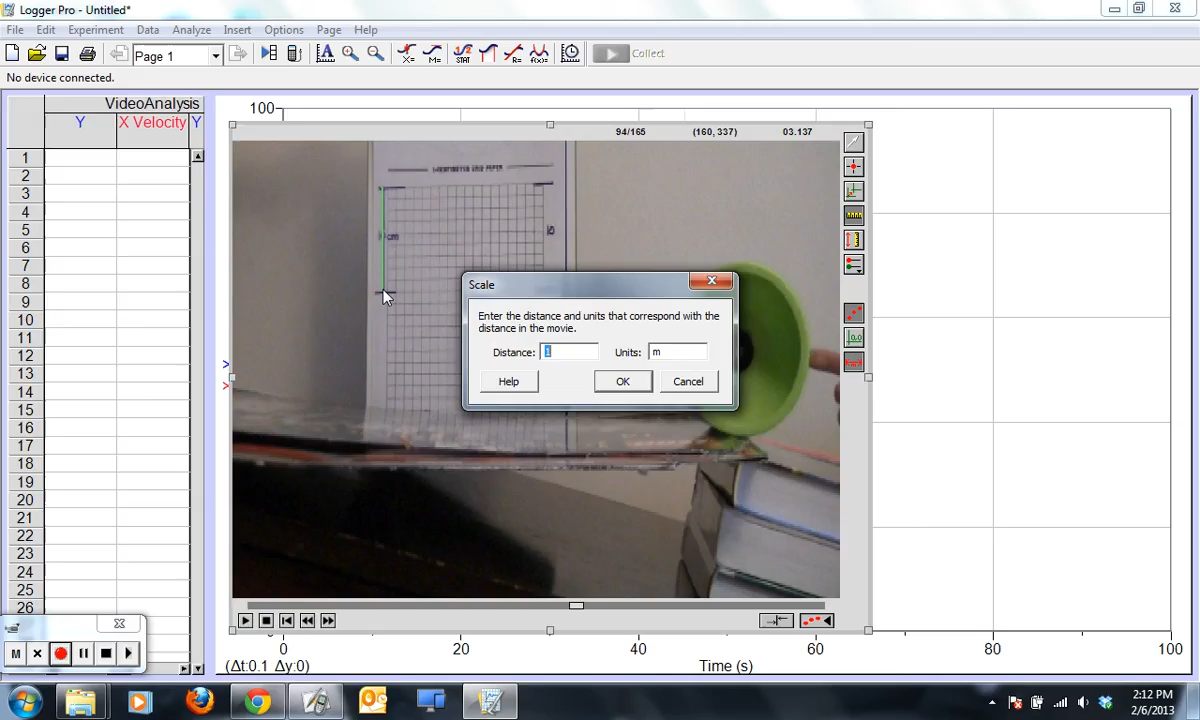 Logger Pro - Untitled*
File Edit Experiment Data Analyze Insert Options Page Help
Page 1
Collect
No device connected.
VideoAnalysis
Y X Velocity Y
1
2
3
4
5
6
7
8
9
10
11
12
13
14
15
16
17
18
19
20
21
22
23
24
25
26
100
94/165 (160, 337) 03.137
CENTIMETER GRID PAPER
cm
Scale
Enter the distance and units that correspond with the
distance in the movie.
Distance: 1 Units: m
Help OK Cancel
0 20 40 60 80 100
(Δt:0.1 Δy:0) Time (s)
M
2:12 PM
2/6/2013